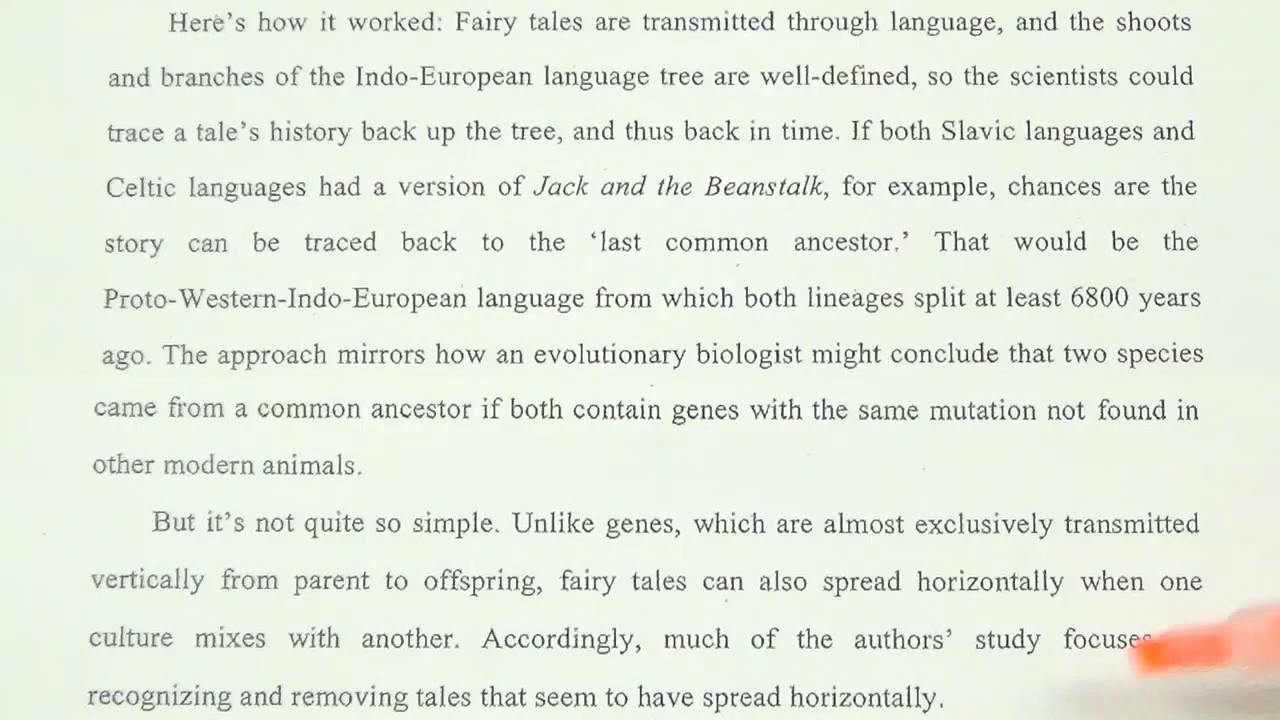 Here's how it worked: Fairy tales are transmitted through language, and the shoots
and branches of the Indo-European language tree are well-defined, so the scientists could
trace a tale's history back up the tree, and thus back in time. If both Slavic languages and
Celtic languages had a version of Jack and the Beanstalk, for example, chances are the
story can be traced back to the ‘last common ancestor.’ That would be the
Proto-Western-Indo-European language from which both lineages split at least 6800 years
ago. The approach mirrors how an evolutionary biologist might conclude that two species
came from a common ancestor if both contain genes with the same mutation not found in
other modern animals.
But it's not quite so simple. Unlike genes, which are almost exclusively transmitted
vertically from parent to offspring, fairy tales can also spread horizontally when one
culture mixes with another. Accordingly, much of the authors' study focuses
recognizing and removing tales that seem to have spread horizontally.